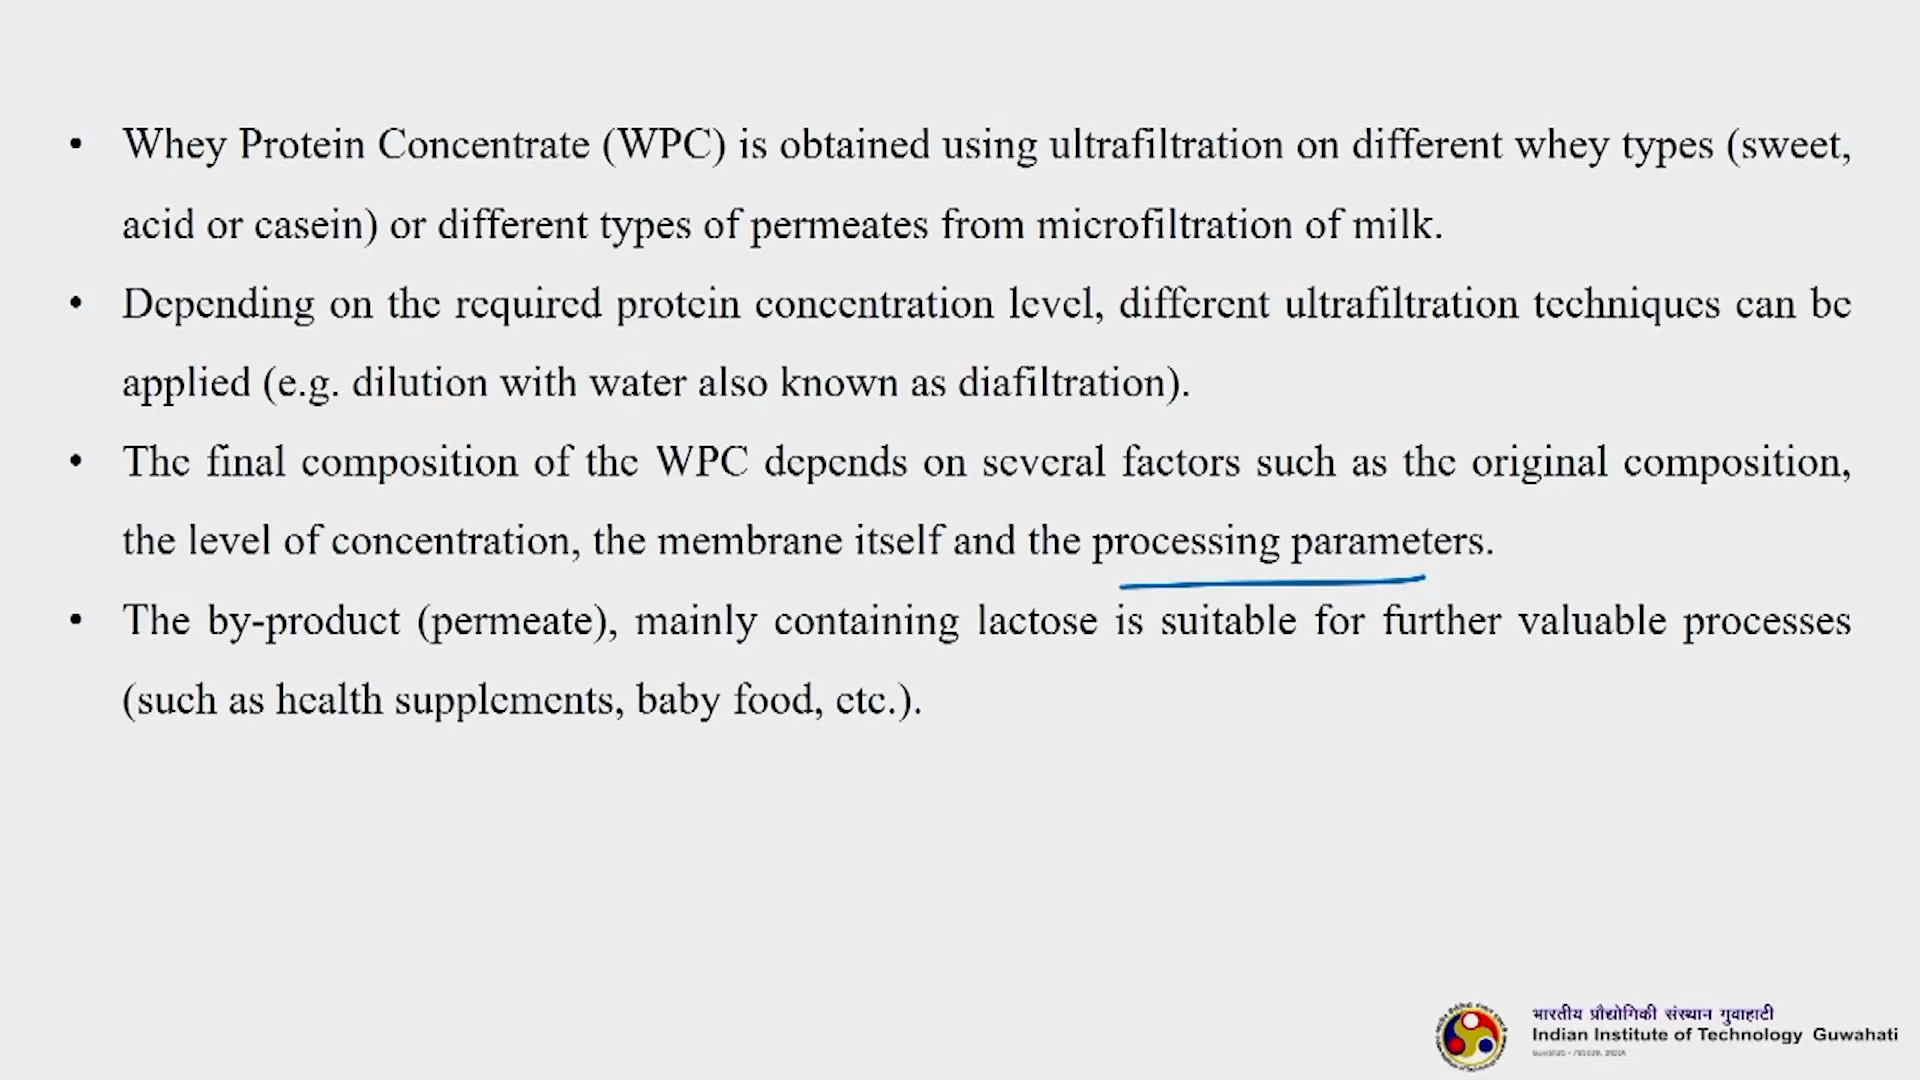 • Whey Protein Concentrate (WPC) is obtained using ultrafiltration on different whey types (sweet,
acid or casein) or different types of permeates from microfiltration of milk.
• Depending on the required protein concentration level, different ultrafiltration techniques can be
applied (e.g. dilution with water also known as diafiltration).
• The final composition of the WPC depends on several factors such as the original composition,
the level of concentration, the membrane itself and the processing parameters.
• The by-product (permeate), mainly containing lactose is suitable for further valuable processes
(such as health supplements, baby food, etc.).
भारतीय प्रौद्योगिकी संस्थान गुवाहाटी
Indian Institute of Technology Guwahati